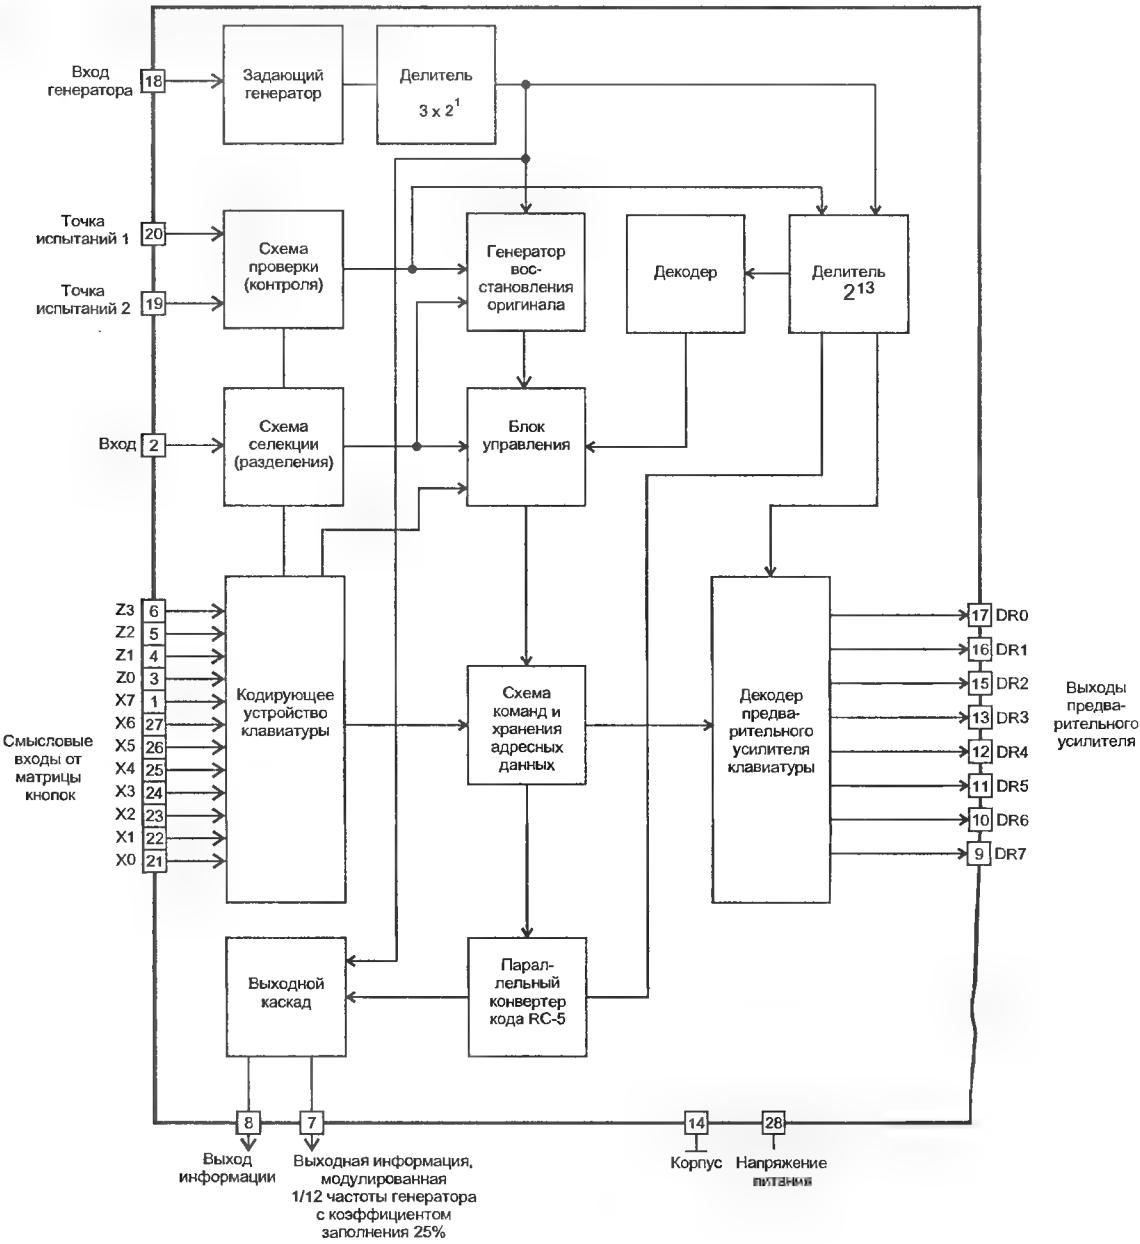 Вход
генератора
18
Задающий
генератор
Делитель
3 x 2¹
Точка
испытаний 1
20
Точка
испытаний 2
19
Схема
проверки
(контроля)
Генератор
вос-
становления
оригинала
Декодер
Делитель
2¹³
Вход
2
Схема
селекции
(разделения)
Блок
управления
Z3 6
Z2 5
Z1 4
Z0 3
X7 1
X6 27
X5 26
X4 25
X3 24
X2 23
X1 22
X0 21
Смысловые
входы от
матрицы
кнопок
Кодирующее
устройство
клавиатуры
Схема
команд и
хранения
адресных
данных
Декодер
предва-
рительного
усилителя
клавиатуры
17 DR0
16 DR1
15 DR2
13 DR3
12 DR4
11 DR5
10 DR6
9 DR7
Выходы
предва-
рительного
усилителя
Выходной
каскад
Парал-
лельный
конвертер
кода RC-5
8
Выход
информации
7
Выходная информация,
модулированная
1/12 частоты генератора
с коэффициентом
заполнения 25%
14
Корпус
28
Напряжение
питания